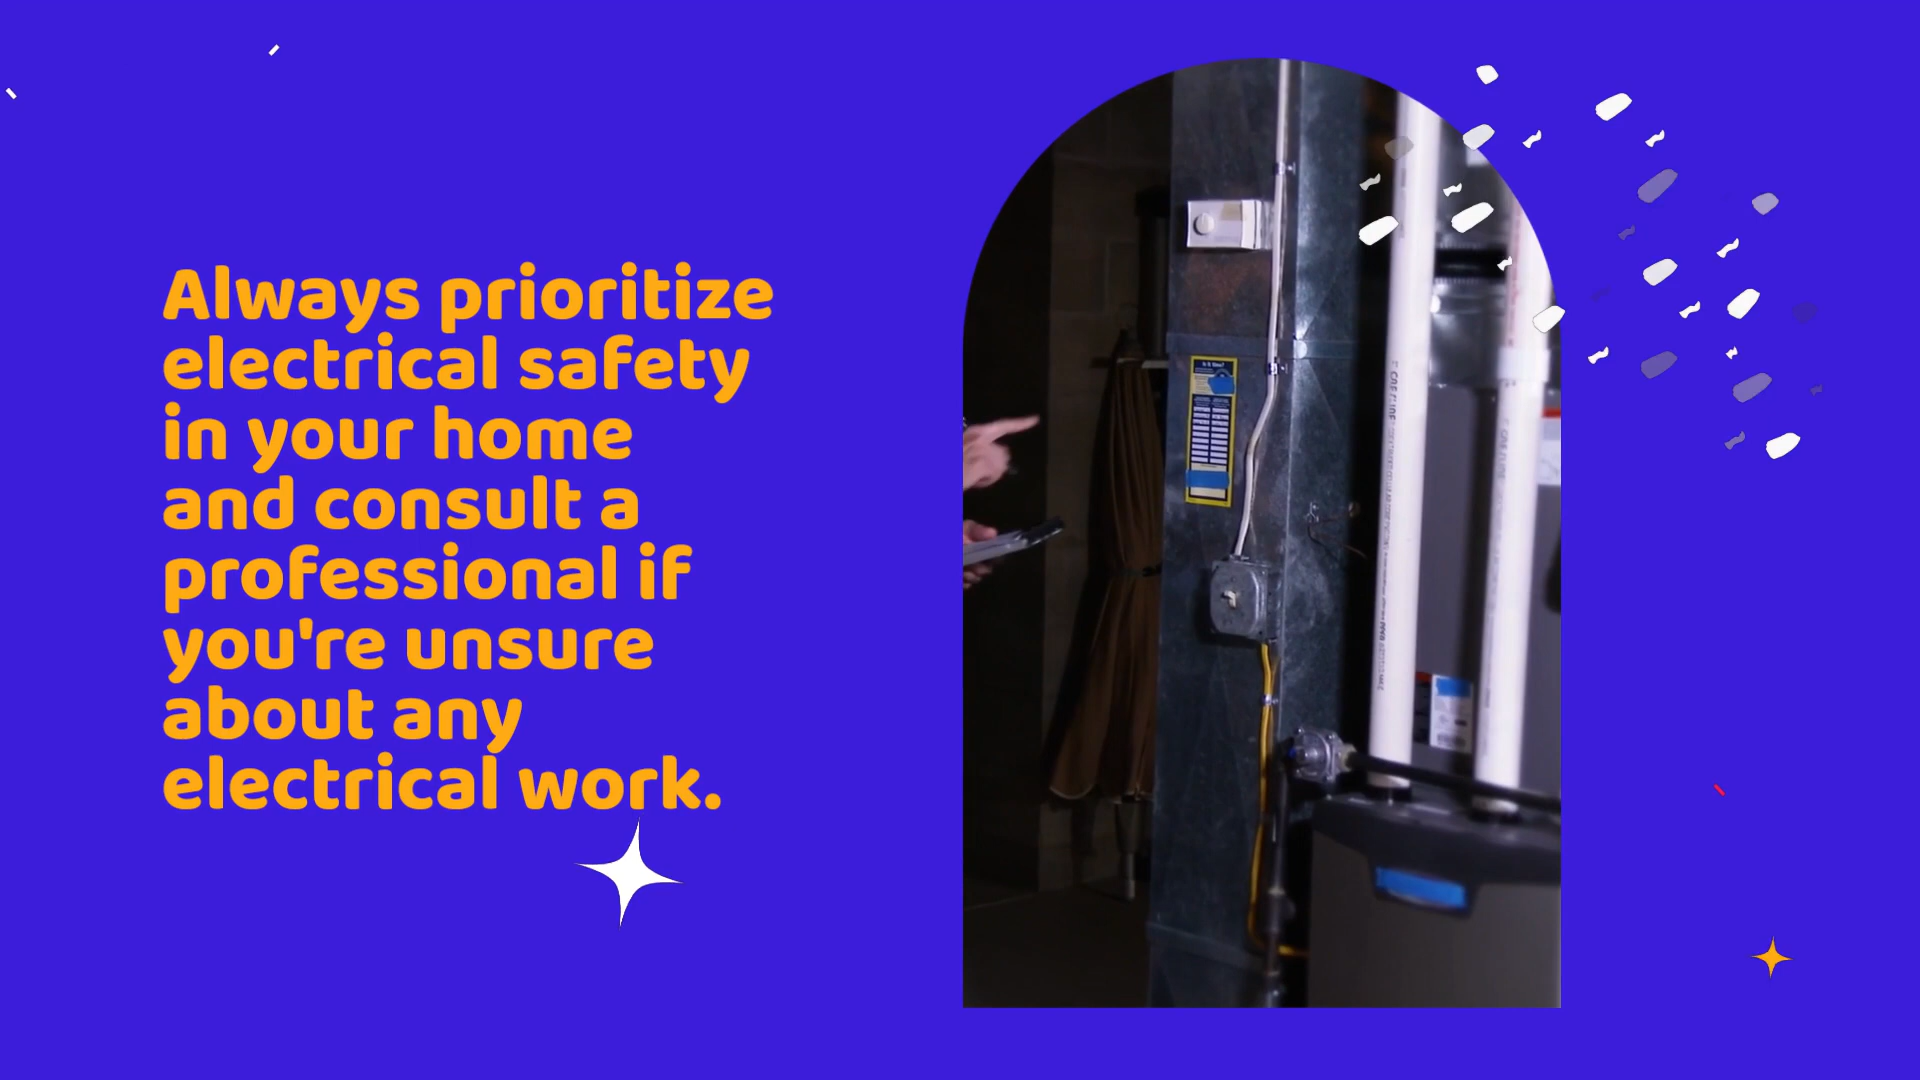 Always prioritize
electrical safety
in your home
and consult a
professional if
you're unsure
about any
electrical work.